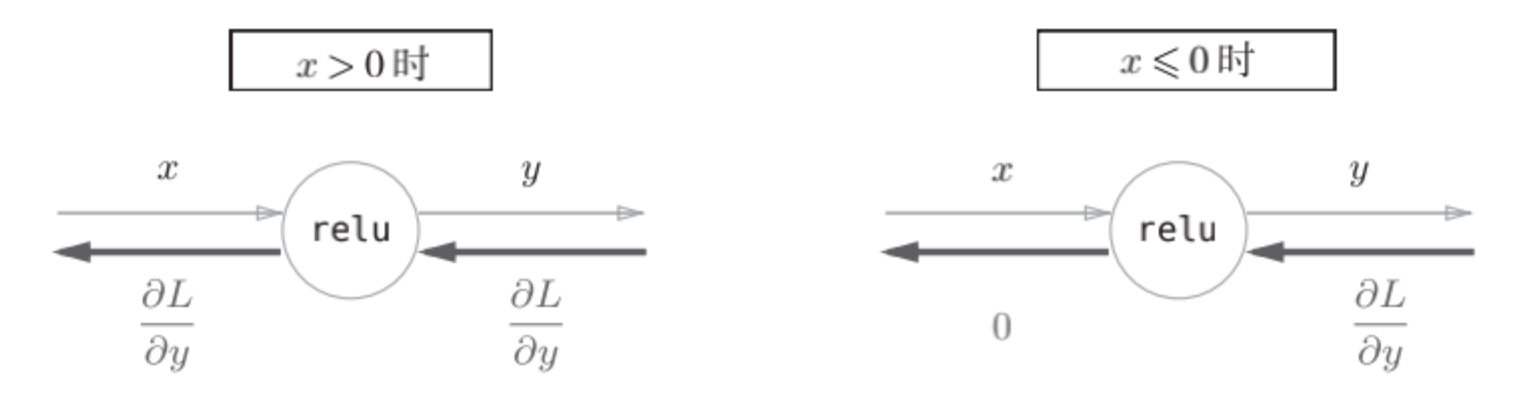 x > 0 时
x ⩽ 0 时
x
y
x
y
relu
relu
∂L
∂y
∂L
∂y
0
∂L
∂y